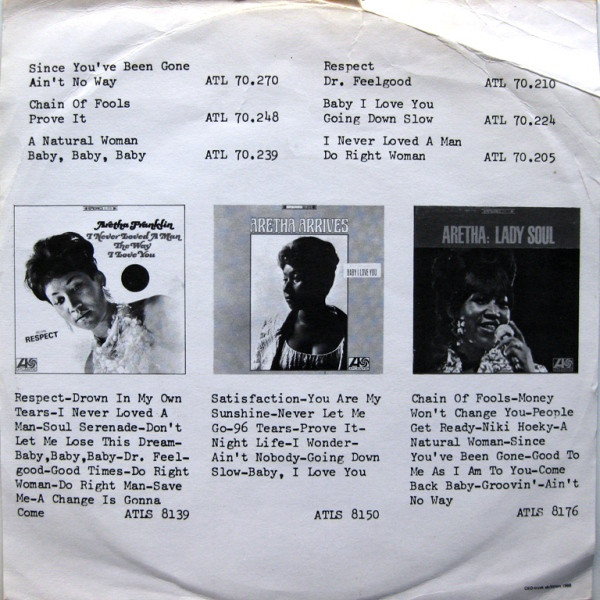 Since You've Been Gone
Ain't No Way ATL 70.270
Chain Of Fools
Prove It ATL 70.248
A Natural Woman
Baby, Baby, Baby ATL 70.239
Respect
Dr. Feelgood ATL 70.210
Baby I Love You
Going Down Slow ATL 70.224
I Never Loved A Man
Do Right Woman ATL 70.205
Aretha Franklin
I Never Loved A Man
The Way
I Love You
RESPECT
ARETHA ARRIVES
BABY I LOVE YOU
ARETHA: LADY SOUL
Respect-Drown In My Own
Tears-I Never Loved A
Man-Soul Serenade-Don't
Let Me Lose This Dream-
Baby,Baby,Baby-Dr. Feel-
good-Good Times-Do Right
Woman-Do Right Man-Save
Me-A Change Is Gonna
Come ATLS 8139
Satisfaction-You Are My
Sunshine-Never Let Me
Go-96 Tears-Prove It-
Night Life-I Wonder-
Ain't Nobody-Going Down
Slow-Baby, I Love You
ATLS 8150
Chain Of Fools-Money
Won't Change You-People
Get Ready-Niki Hoeky-A
Natural Woman-Since
You've Been Gone-Good To
Me As I Am To You-Come
Back Baby-Groovin'-Ain't
No Way
ATLS 8176